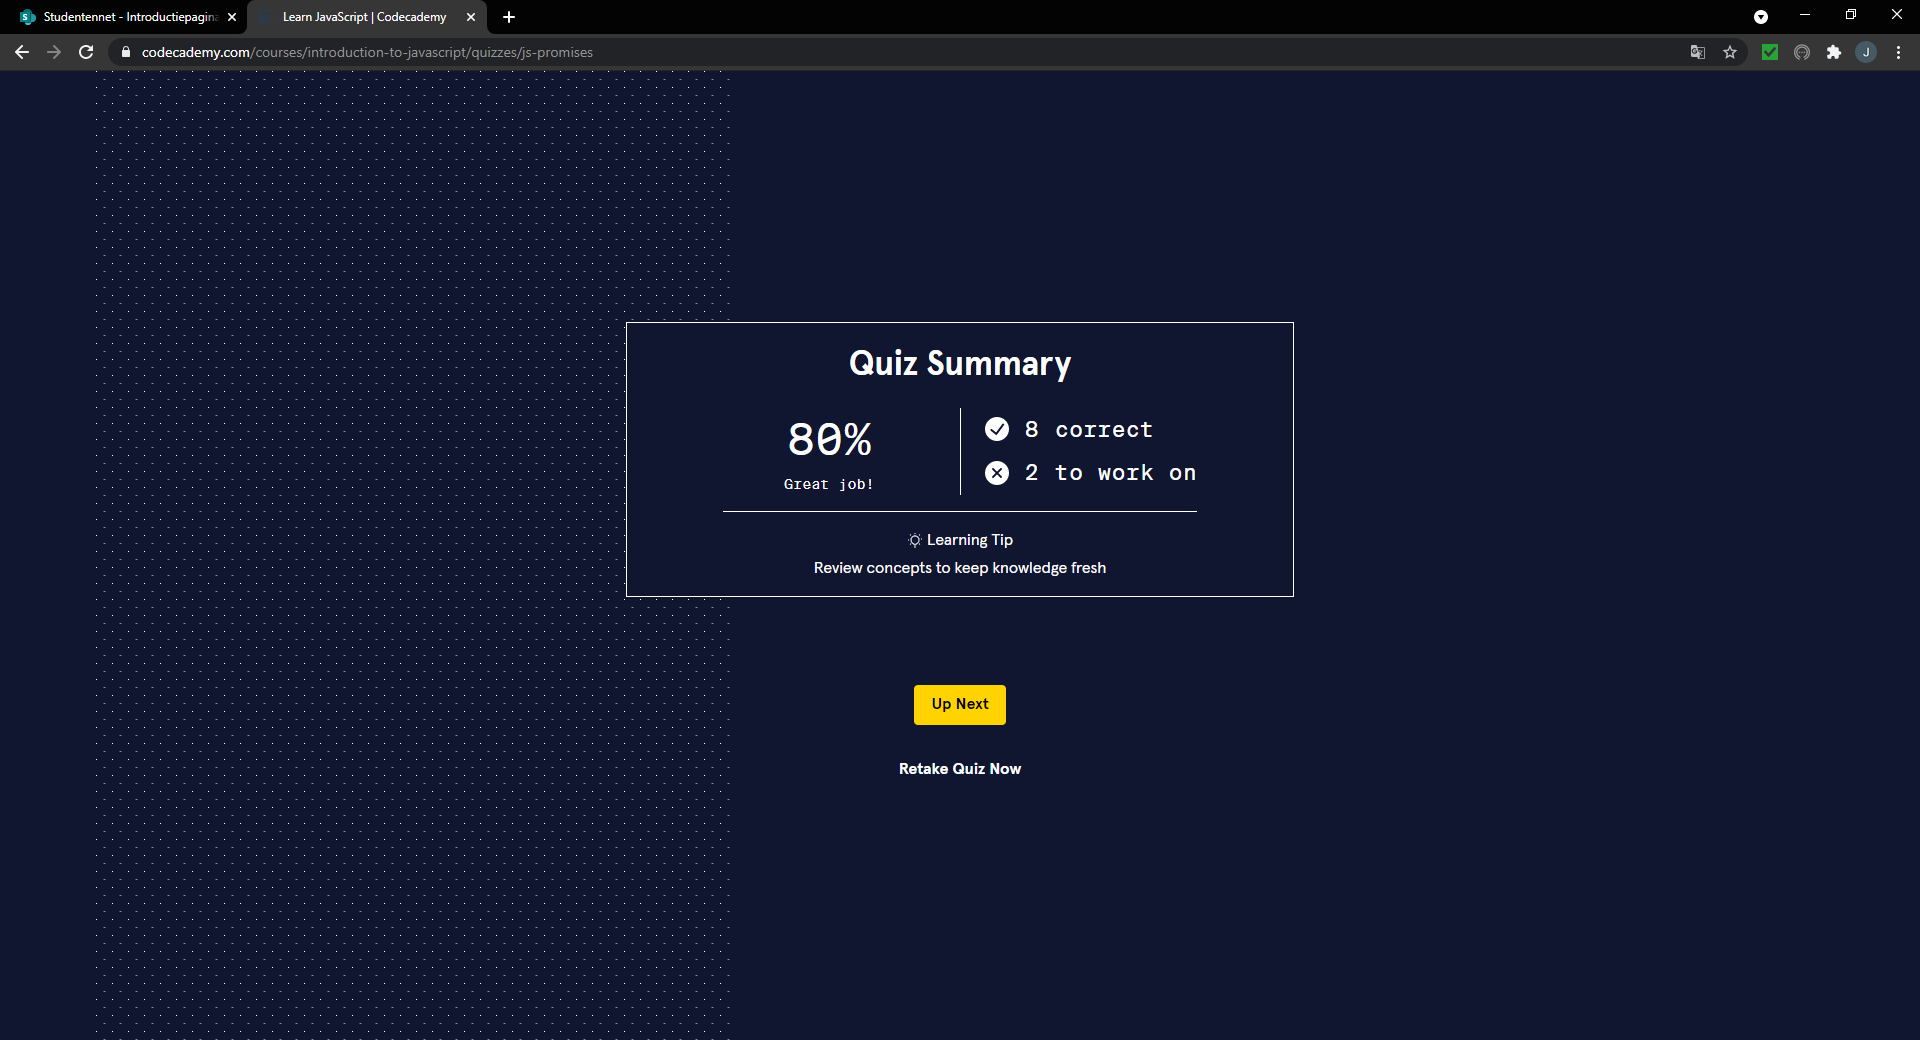 Studentennet - Introductiepagina
Learn JavaScript | Codecademy
codecademy.com/courses/introduction-to-javascript/quizzes/js-promises
J
Quiz Summary
80%
Great job!
8 correct
2 to work on
Learning Tip
Review concepts to keep knowledge fresh
Up Next
Retake Quiz Now